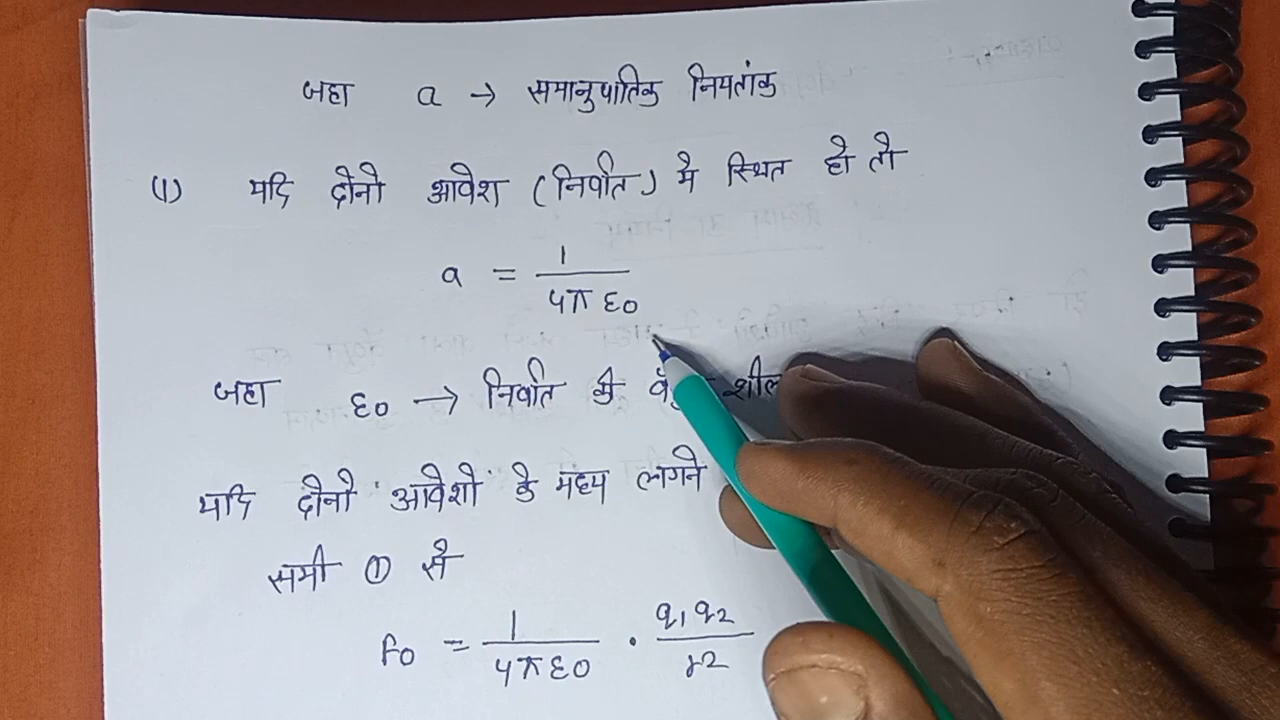 जहा a → समानुपातिक नियतांक
(1) यदि दोनो आवेश (निर्वात) मे स्थित हो तो
a = 1 / 4π ε0
जहा ε0 → निर्वात की
यदि दोनो आवेशो के मध्य लगने
समी ① से
F0 = 1 / 4πε0 · q1q2 / r2